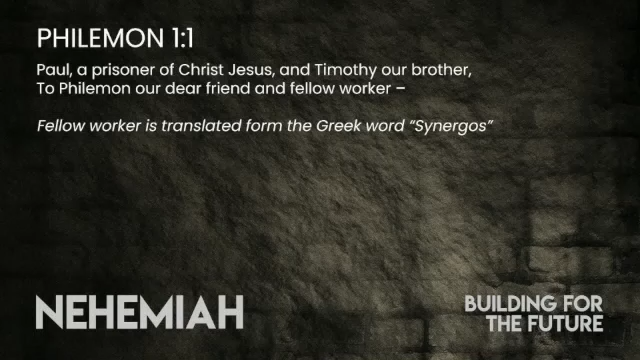 PHILEMON 1:1
Paul, a prisoner of Christ Jesus, and Timothy our brother,
To Philemon our dear friend and fellow worker –
Fellow worker is translated form the Greek word “Synergos”
NEHEMIAH
BUILDING FOR
THE FUTURE